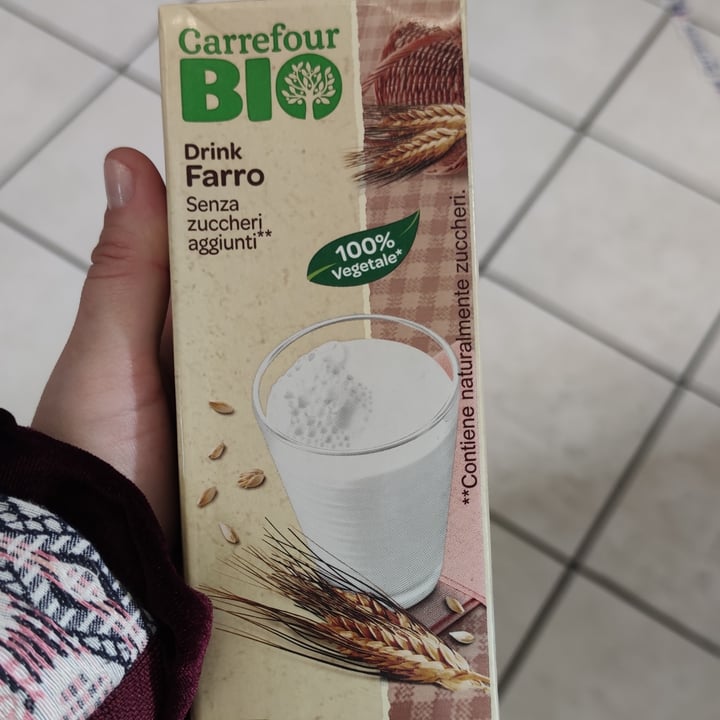 Carrefour
BIO
Drink
Farro
Senza
zuccheri
aggiunti**
100%
Vegetale*
**Contiene naturalmente zuccheri.